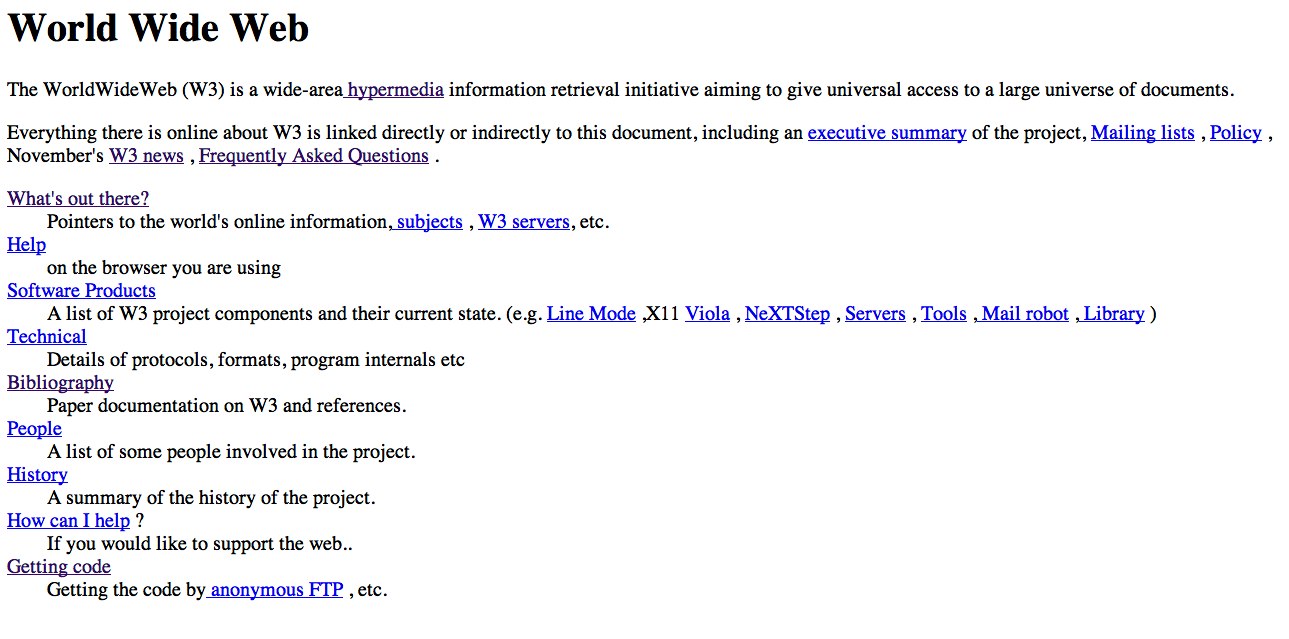 World Wide Web
The WorldWideWeb (W3) is a wide-area hypermedia information retrieval initiative aiming to give universal access to a large universe of documents.
Everything there is online about W3 is linked directly or indirectly to this document, including an executive summary of the project, Mailing lists , Policy ,
November's W3 news , Frequently Asked Questions .
What's out there?
Pointers to the world's online information, subjects , W3 servers, etc.
Help
on the browser you are using
Software Products
A list of W3 project components and their current state. (e.g. Line Mode ,X11 Viola , NeXTStep , Servers , Tools , Mail robot , Library )
Technical
Details of protocols, formats, program internals etc
Bibliography
Paper documentation on W3 and references.
People
A list of some people involved in the project.
History
A summary of the history of the project.
How can I help ?
If you would like to support the web..
Getting code
Getting the code by anonymous FTP , etc.